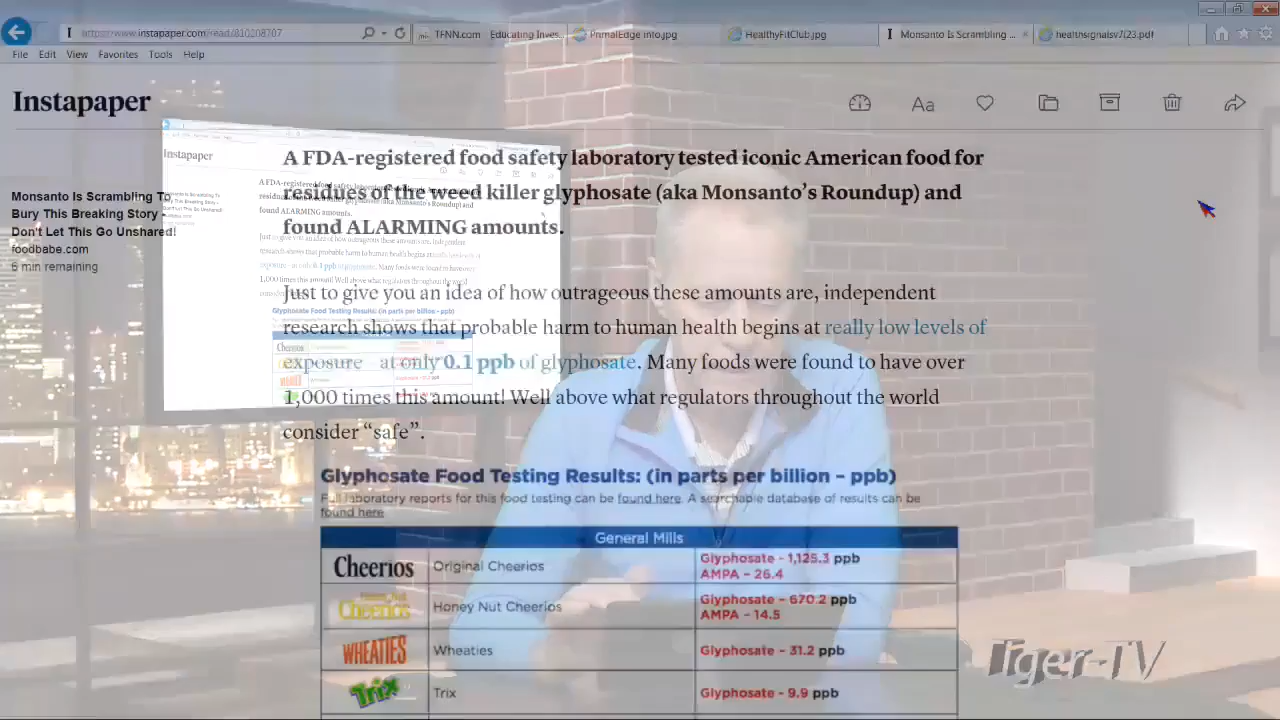 https://www.instapaper.com/read/810208707
TFNN.com Educating Inves...
PrimalEdge info.jpg
HealthyFitClub.jpg
Monsanto Is Scrambling ...
healthsignalsv7(23.pdf
File Edit View Favorites Tools Help
Instapaper
Aa
Monsanto Is Scrambling To
Bury This Breaking Story -
Don't Let This Go Unshared!
foodbabe.com
6 min remaining
A FDA-registered food safety laboratory tested iconic American food for
residues of the weed killer glyphosate (aka Monsanto's Roundup) and
found ALARMING amounts.
Just to give you an idea of how outrageous these amounts are, independent
research shows that probable harm to human health begins at really low levels of
exposure at only 0.1 ppb of glyphosate. Many foods were found to have over
1,000 times this amount! Well above what regulators throughout the world
consider “safe”.
Glyphosate Food Testing Results: (in parts per billion - ppb)
Full laboratory reports for this food testing can be found here. A searchable database of results can be
found here
General Mills
Cheerios Original Cheerios Glyphosate - 1,125.3 ppb
AMPA - 26.4
Cheerios Honey Nut Cheerios Glyphosate - 670.2 ppb
AMPA - 14.5
WHEATIES Wheaties Glyphosate - 31.2 ppb
Trix Trix Glyphosate - 9.9 ppb
Tiger-TV
Instapaper